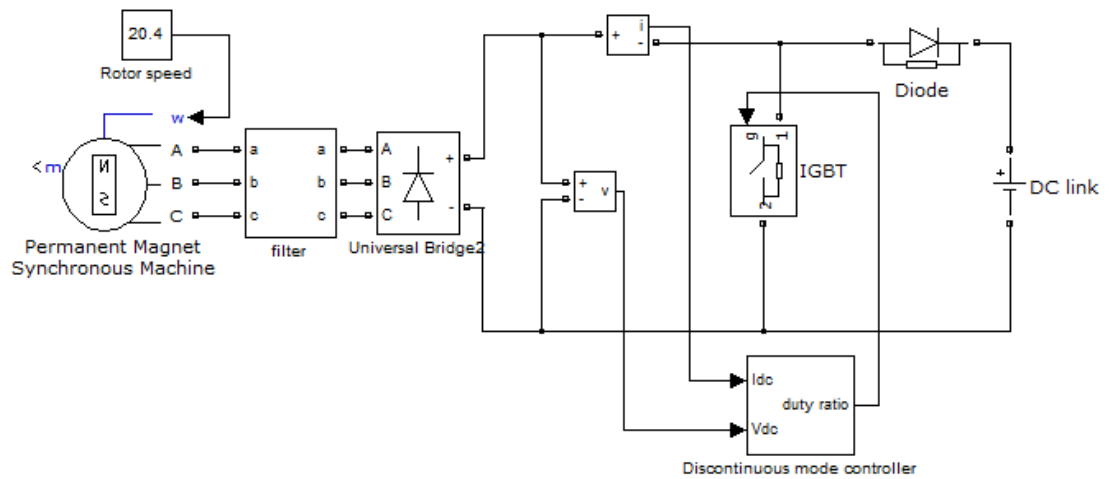 20.4
Rotor speed
w
< m
A
B
C
N
S
Permanent Magnet
Synchronous Machine
a
b
c
a
b
c
filter
A
B
C
+
-
Universal Bridge2
+
-
i
+
-
v
g
1
2
IGBT
Diode
+
DC link
Idc
Vdc
duty ratio
Discontinuous mode controller